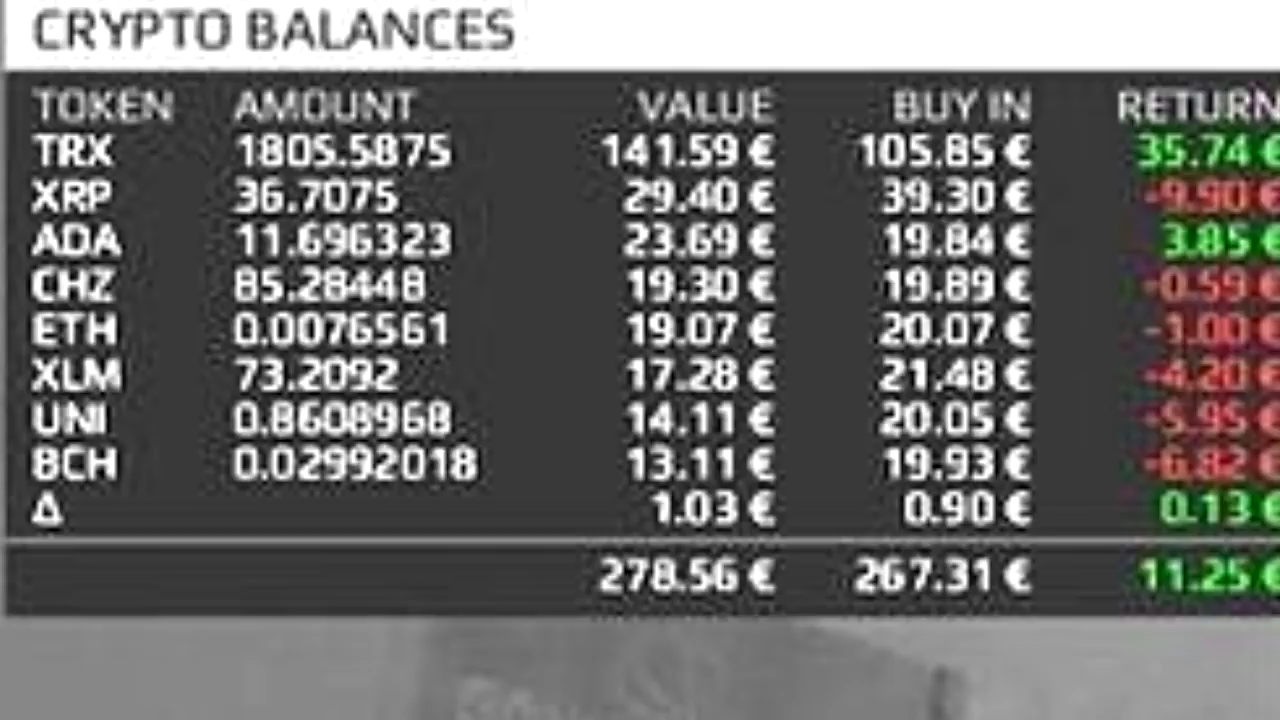 CRYPTO BALANCES
TOKEN AMOUNT VALUE BUY IN RETURN
TRX 1805.5875 141.59 € 105.85 € 35.74 €
XRP 36.7075 29.40 € 39.30 € -9.90 €
ADA 11.696323 23.69 € 19.84 € 3.85 €
CHZ 85.28448 19.30 € 19.89 € -0.59 €
ETH 0.0076561 19.07 € 20.07 € -1.00 €
XLM 73.2092 17.28 € 21.48 € -4.20 €
UNI 0.8608968 14.11 € 20.05 € -5.95 €
BCH 0.02992018 13.11 € 19.93 € -6.82 €
Δ 1.03 € 0.90 € 0.13 €
278.56 € 267.31 € 11.25 €